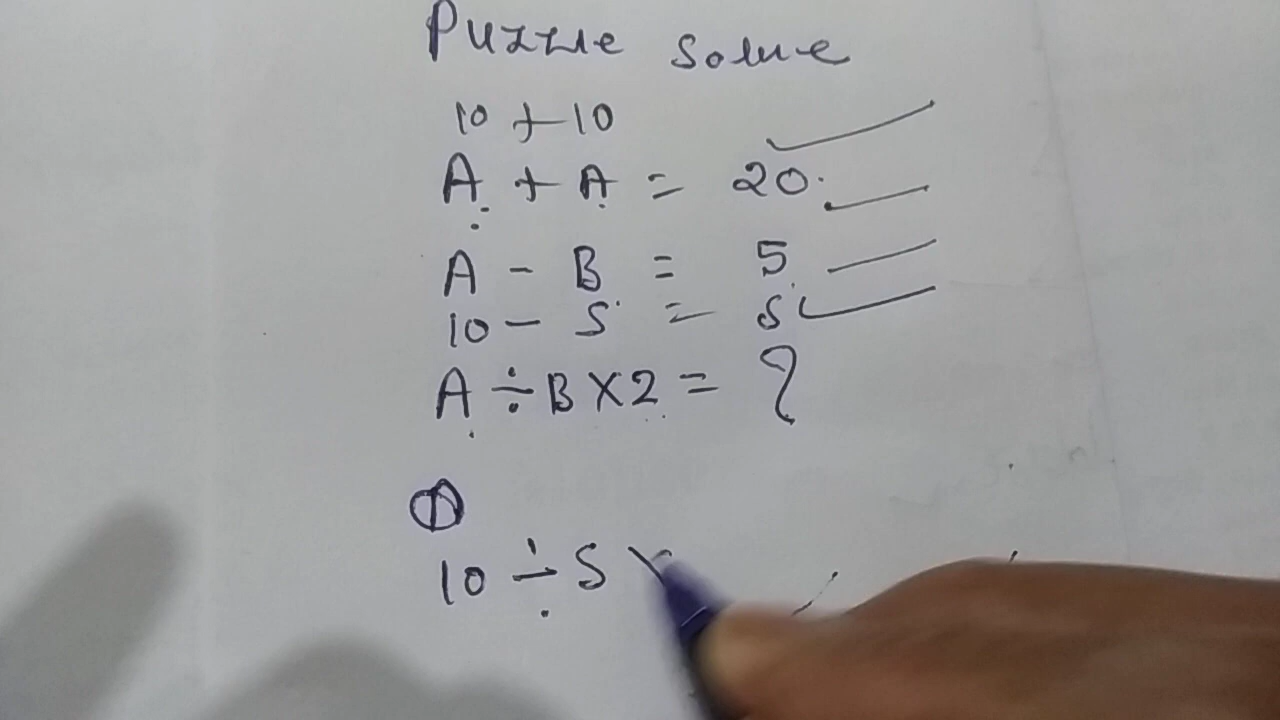 Puzzle Solve
10 + 10
A + A = 20.
A - B = 5
10 - 5 = 5
A ÷ B X 2 = ?
①
10 ÷ 5